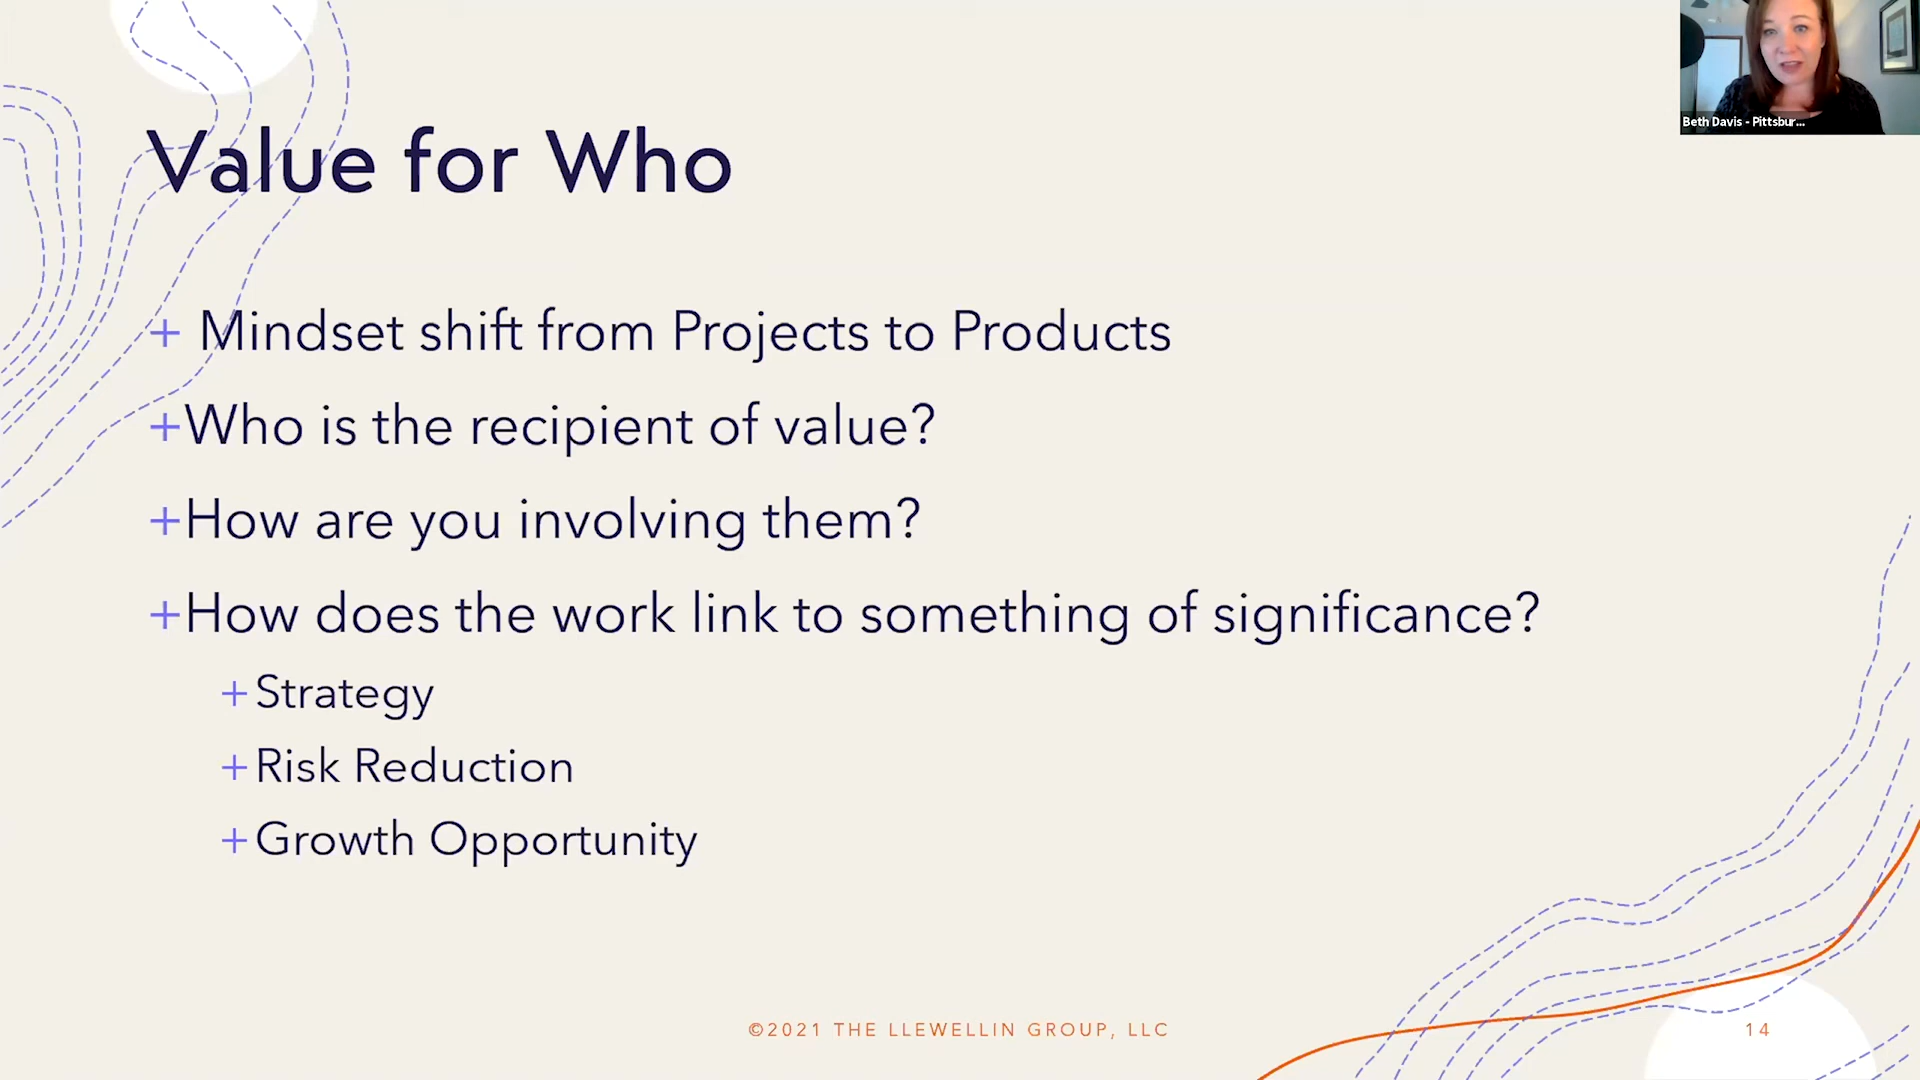 Beth Davis - Pittsbur...
Value for Who
+ Mindset shift from Projects to Products
+Who is the recipient of value?
+How are you involving them?
+How does the work link to something of significance?
+Strategy
+Risk Reduction
+Growth Opportunity
©2021 THE LLEWELLIN GROUP, LLC
14